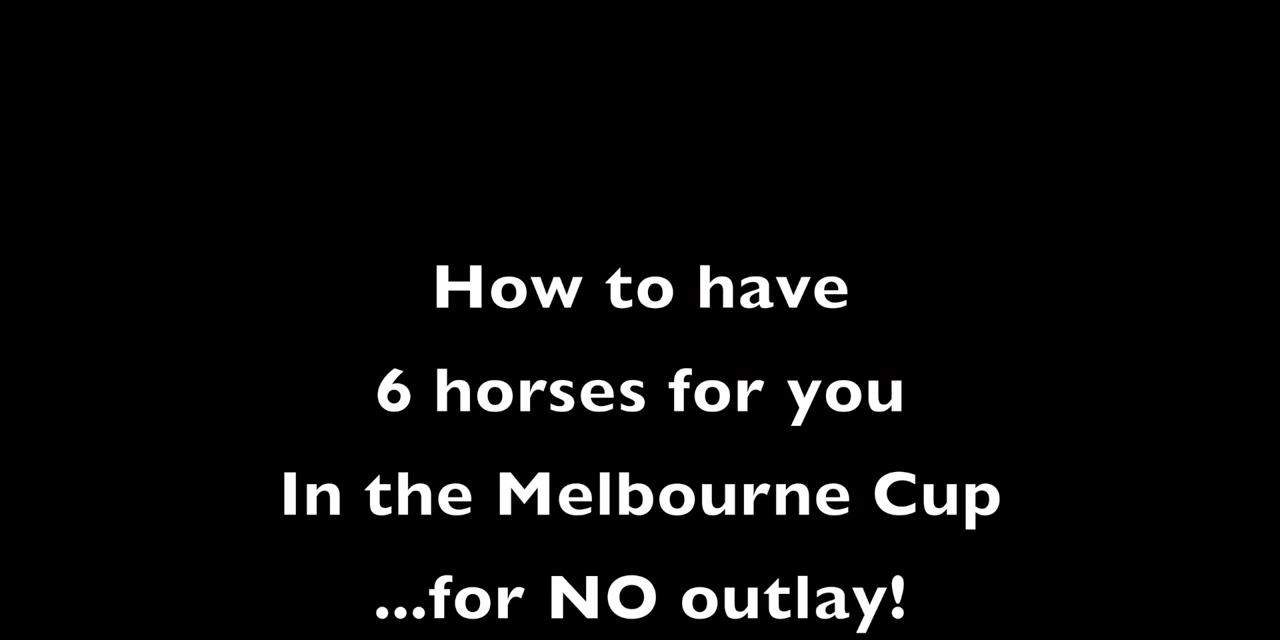 How to have
6 horses for you
In the Melbourne Cup
...for NO outlay!